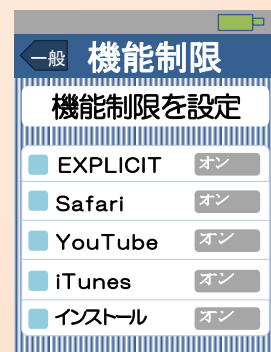 一般 機能制限
機能制限を設定
EXPLICIT オン
Safari オン
YouTube オン
iTunes オン
インストール オン